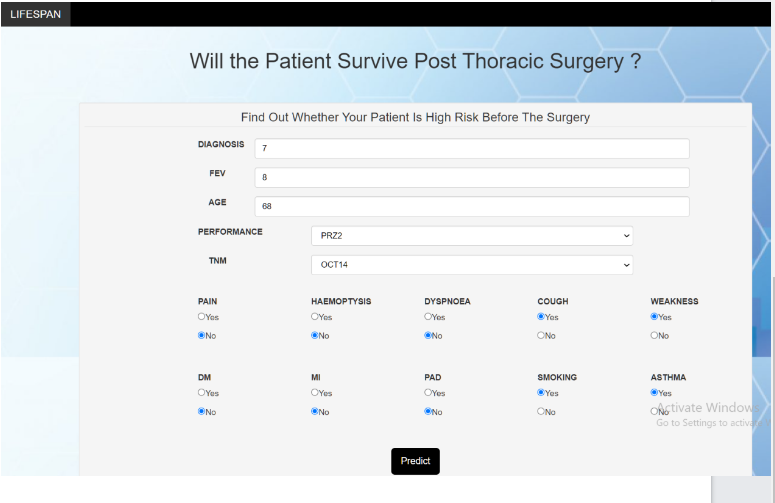 LIFESPAN
Will the Patient Survive Post Thoracic Surgery ?
Find Out Whether Your Patient Is High Risk Before The Surgery
DIAGNOSIS 7
FEV 8
AGE 68
PERFORMANCE PRZ2
TNM OCT14
PAIN HAEMOPTYSIS DYSPNOEA COUGH WEAKNESS
Yes Yes Yes Yes Yes
No No No No No
DM MI PAD SMOKING ASTHMA
Yes Yes Yes Yes Yes
No No No No No
Activate Windows
Go to Settings to activate
Predict